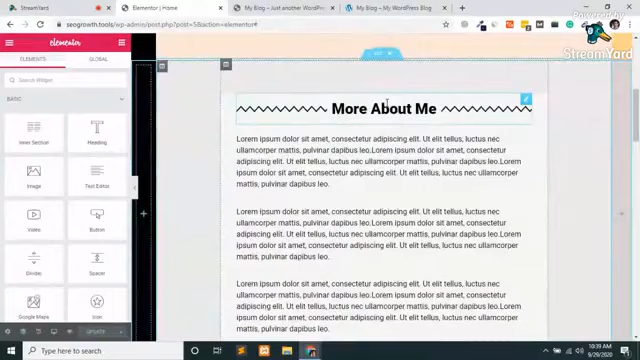 StreamYard
Elementor | Home
My Blog – Just another WordPress
My Blog – My WordPress Blog
seogrowth.tools/wp-admin/post.php?post=5&action=elementor#
Powered by
StreamYard
elementor
ELEMENTS
GLOBAL
Search Widget
BASIC
Inner Section
Heading
Image
Text Editor
Video
Button
Divider
Spacer
Google Maps
Icon
UPDATE
More About Me
Lorem ipsum dolor sit amet, consectetur adipiscing elit. Ut elit tellus, luctus nec
ullamcorper mattis, pulvinar dapibus leo.Lorem ipsum dolor sit amet, consectetur
adipiscing elit. Ut elit tellus, luctus nec ullamcorper mattis, pulvinar dapibus leo.Lorem
ipsum dolor sit amet, consectetur adipiscing elit. Ut elit tellus, luctus nec ullamcorper
mattis, pulvinar dapibus leo.
Lorem ipsum dolor sit amet, consectetur adipiscing elit. Ut elit tellus, luctus nec
ullamcorper mattis, pulvinar dapibus leo.Lorem ipsum dolor sit amet, consectetur
adipiscing elit. Ut elit tellus, luctus nec ullamcorper mattis, pulvinar dapibus leo.Lorem
ipsum dolor sit amet, consectetur adipiscing elit. Ut elit tellus, luctus nec ullamcorper
mattis, pulvinar dapibus leo.
Lorem ipsum dolor sit amet, consectetur adipiscing elit. Ut elit tellus, luctus nec
ullamcorper mattis, pulvinar dapibus leo.Lorem ipsum dolor sit amet, consectetur
adipiscing elit. Ut elit tellus, luctus nec ullamcorper mattis, pulvinar dapibus leo.Lorem
ipsum dolor sit amet, consectetur adipiscing elit. Ut elit tellus, luctus nec ullamcorper
mattis, pulvinar dapibus leo.
Type here to search
10:39 AM
9/29/2020